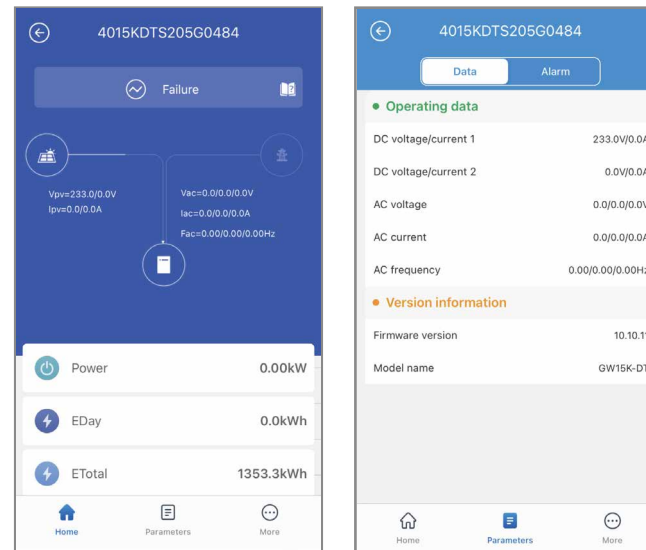 4015KDTS205G0484
Failure
Vpv=233.0/0.0V
Ipv=0.0/0.0A
Vac=0.0/0.0/0.0V
Iac=0.0/0.0/0.0A
Fac=0.00/0.00/0.00Hz
Power 0.00kW
EDay 0.0kWh
ETotal 1353.3kWh
Home Parameters More
4015KDTS205G0484
Data Alarm
Operating data
DC voltage/current 1 233.0V/0.0A
DC voltage/current 2 0.0V/0.0A
AC voltage 0.0/0.0/0.0V
AC current 0.0/0.0/0.0A
AC frequency 0.00/0.00/0.00Hz
Version information
Firmware version 10.10.11
Model name GW15K-DT
Home Parameters More